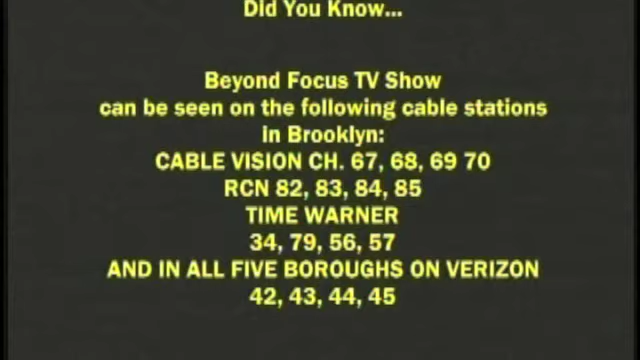 Did You Know...
Beyond Focus TV Show
can be seen on the following cable stations
in Brooklyn:
CABLE VISION CH. 67, 68, 69 70
RCN 82, 83, 84, 85
TIME WARNER
34, 79, 56, 57
AND IN ALL FIVE BOROUGHS ON VERIZON
42, 43, 44, 45